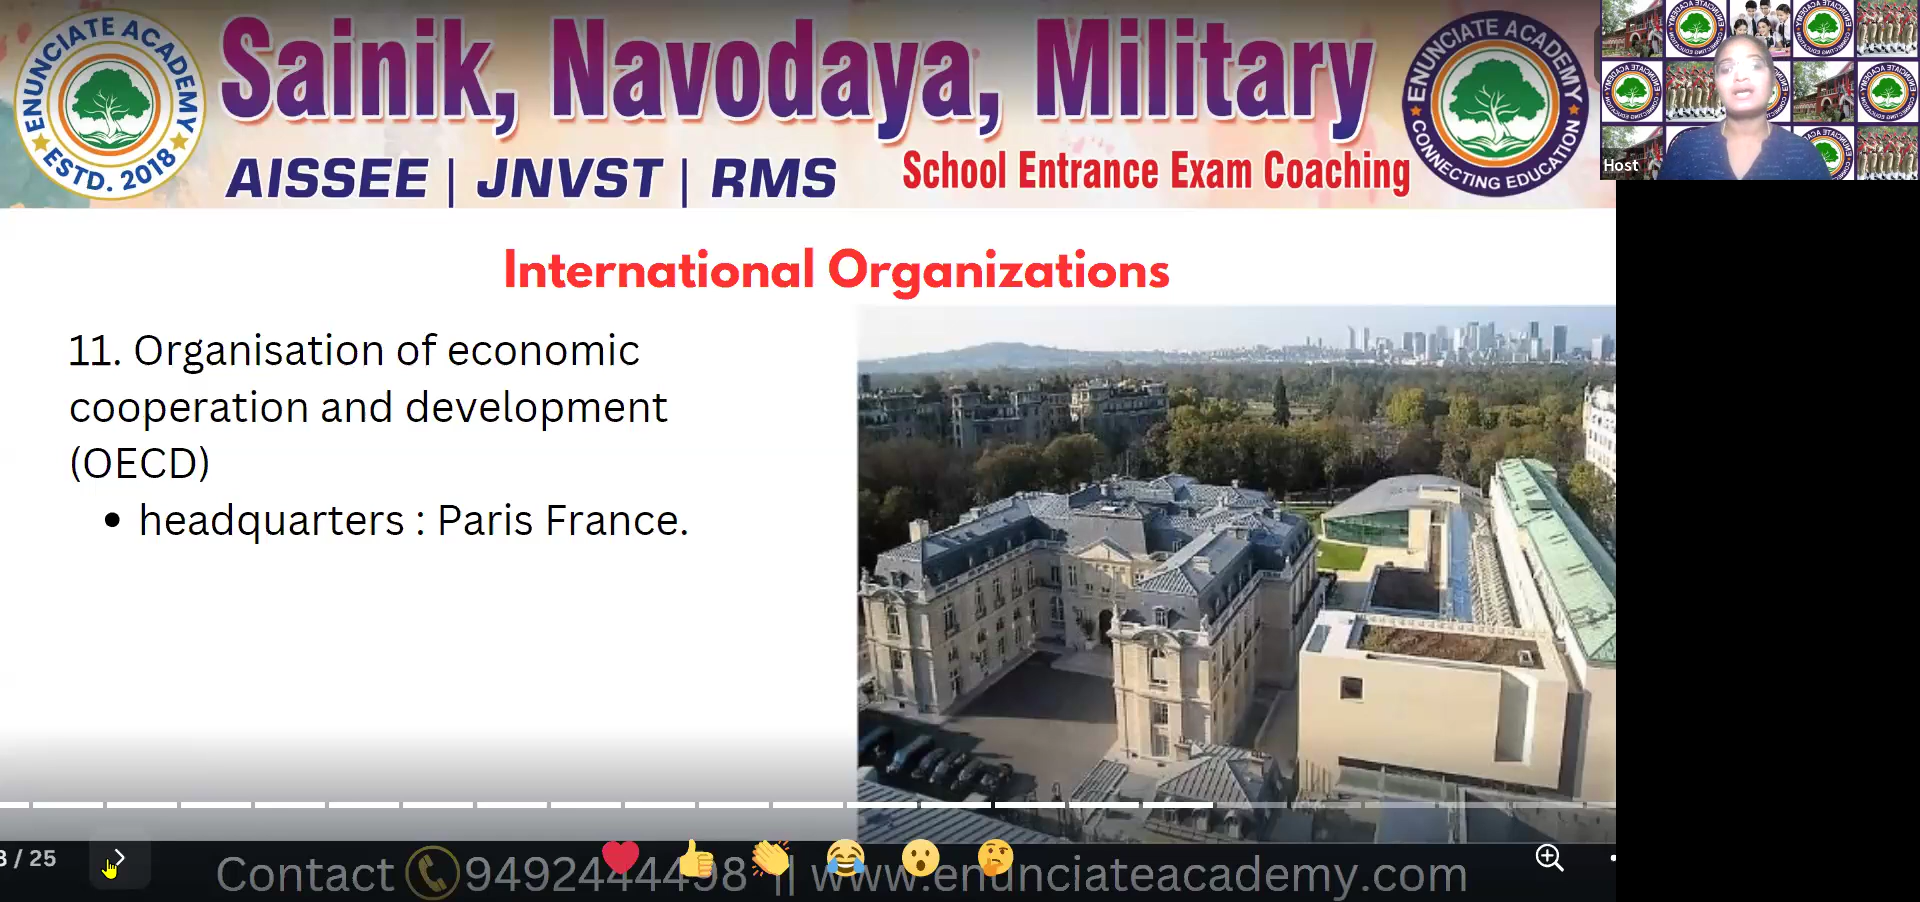 ENUNCIATE ACADEMY
ESTD. 2018
Sainik, Navodaya, Military
AISSEE | JNVST | RMS
School Entrance Exam Coaching
ENUNCIATE ACADEMY
CONNECTING EDUCATION
Host
International Organizations
11. Organisation of economic
cooperation and development
(OECD)
• headquarters : Paris France.
/ 25
Contact 9492444498 || www.enunciateacademy.com